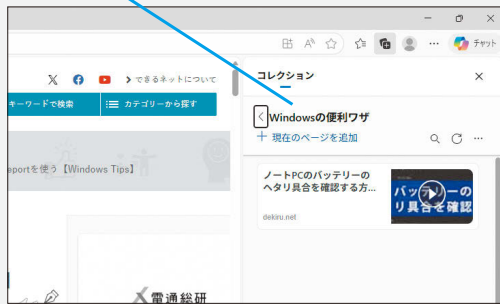 チャット
できるネットについて
キーワードで検索
カテゴリーから探す
eportを使う【Windows Tips】
電通総研
コレクション
Windowsの便利ワザ
現在のページを追加
ノートPCのバッテリーの
ヘタリ具合を確認する方...
dekiru.net
バッテリーの
リ具合を確認